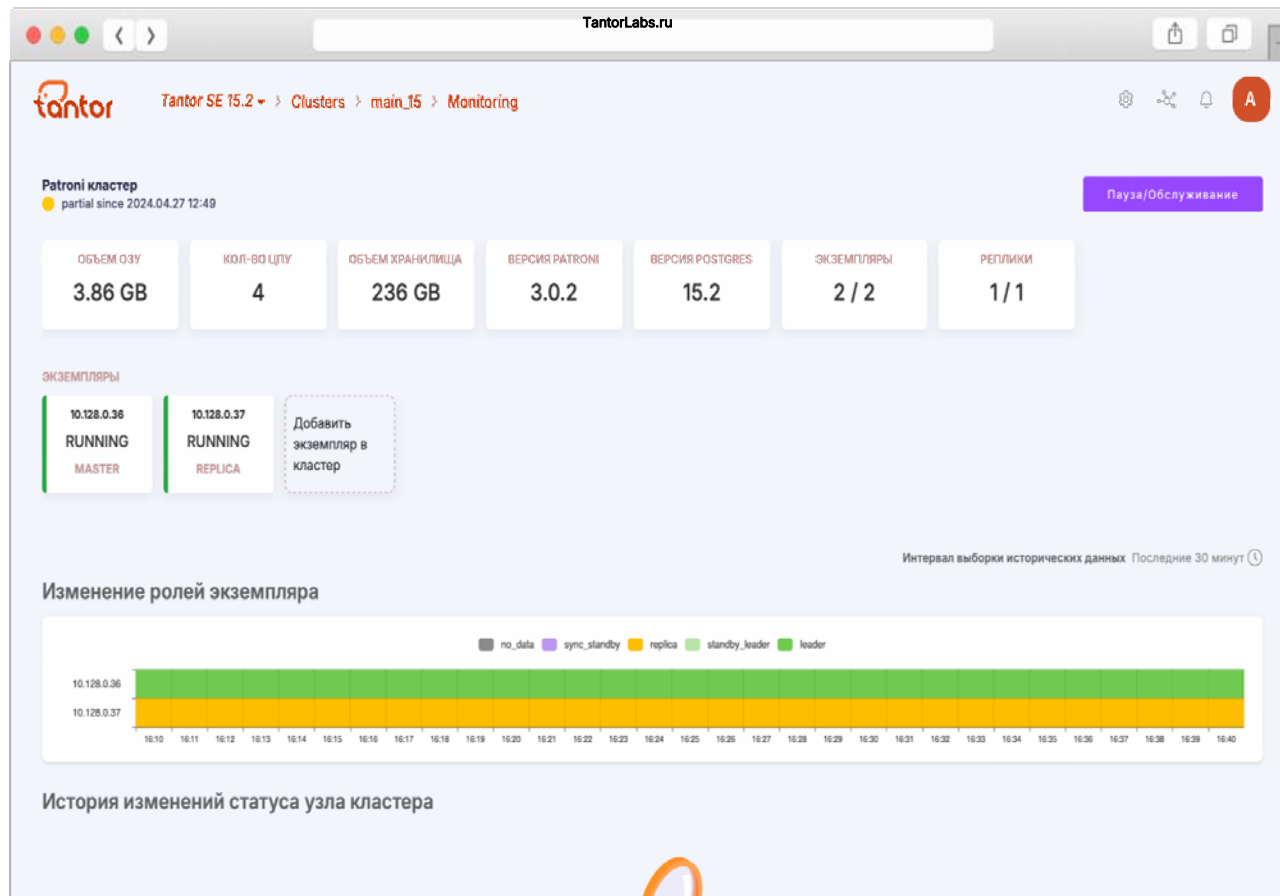 TantorLabs.ru
tantor
Tantor SE 15.2 > Clusters > main_15 > Monitoring
A
Patroni кластер
partial since 2024.04.27 12:49
Пауза/Обслуживание
ОБЪЕМ ОЗУ КОЛ-ВО ЦПУ ОБЪЕМ ХРАНИЛИЩА ВЕРСИЯ PATRONI ВЕРСИЯ POSTGRES ЭКЗЕМПЛЯРЫ РЕПЛИКИ
3.86 GB 4 236 GB 3.0.2 15.2 2 / 2 1 / 1
ЭКЗЕМПЛЯРЫ
10.128.0.36
RUNNING
MASTER
10.128.0.37
RUNNING
REPLICA
Добавить
экземпляр в
кластер
Интервал выборки исторических данных Последние 30 минут
Изменение ролей экземпляра
no_data sync_standby replica standby_leader leader
10.128.0.36
10.128.0.37
16:10 16:11 16:12 16:13 16:14 16:15 16:16 16:17 16:18 16:19 16:20 16:21 16:22 16:23 16:24 16:25 16:26 16:27 16:28 16:29 16:30 16:31 16:32 16:33 16:34 16:35 16:36 16:37 16:38 16:39 16:40
История изменений статуса узла кластера